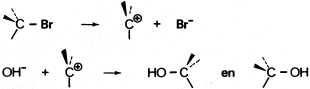 C – Br → C⊕ + Br⁻
OH⁻ + C⊕ → HO – C en C – OH